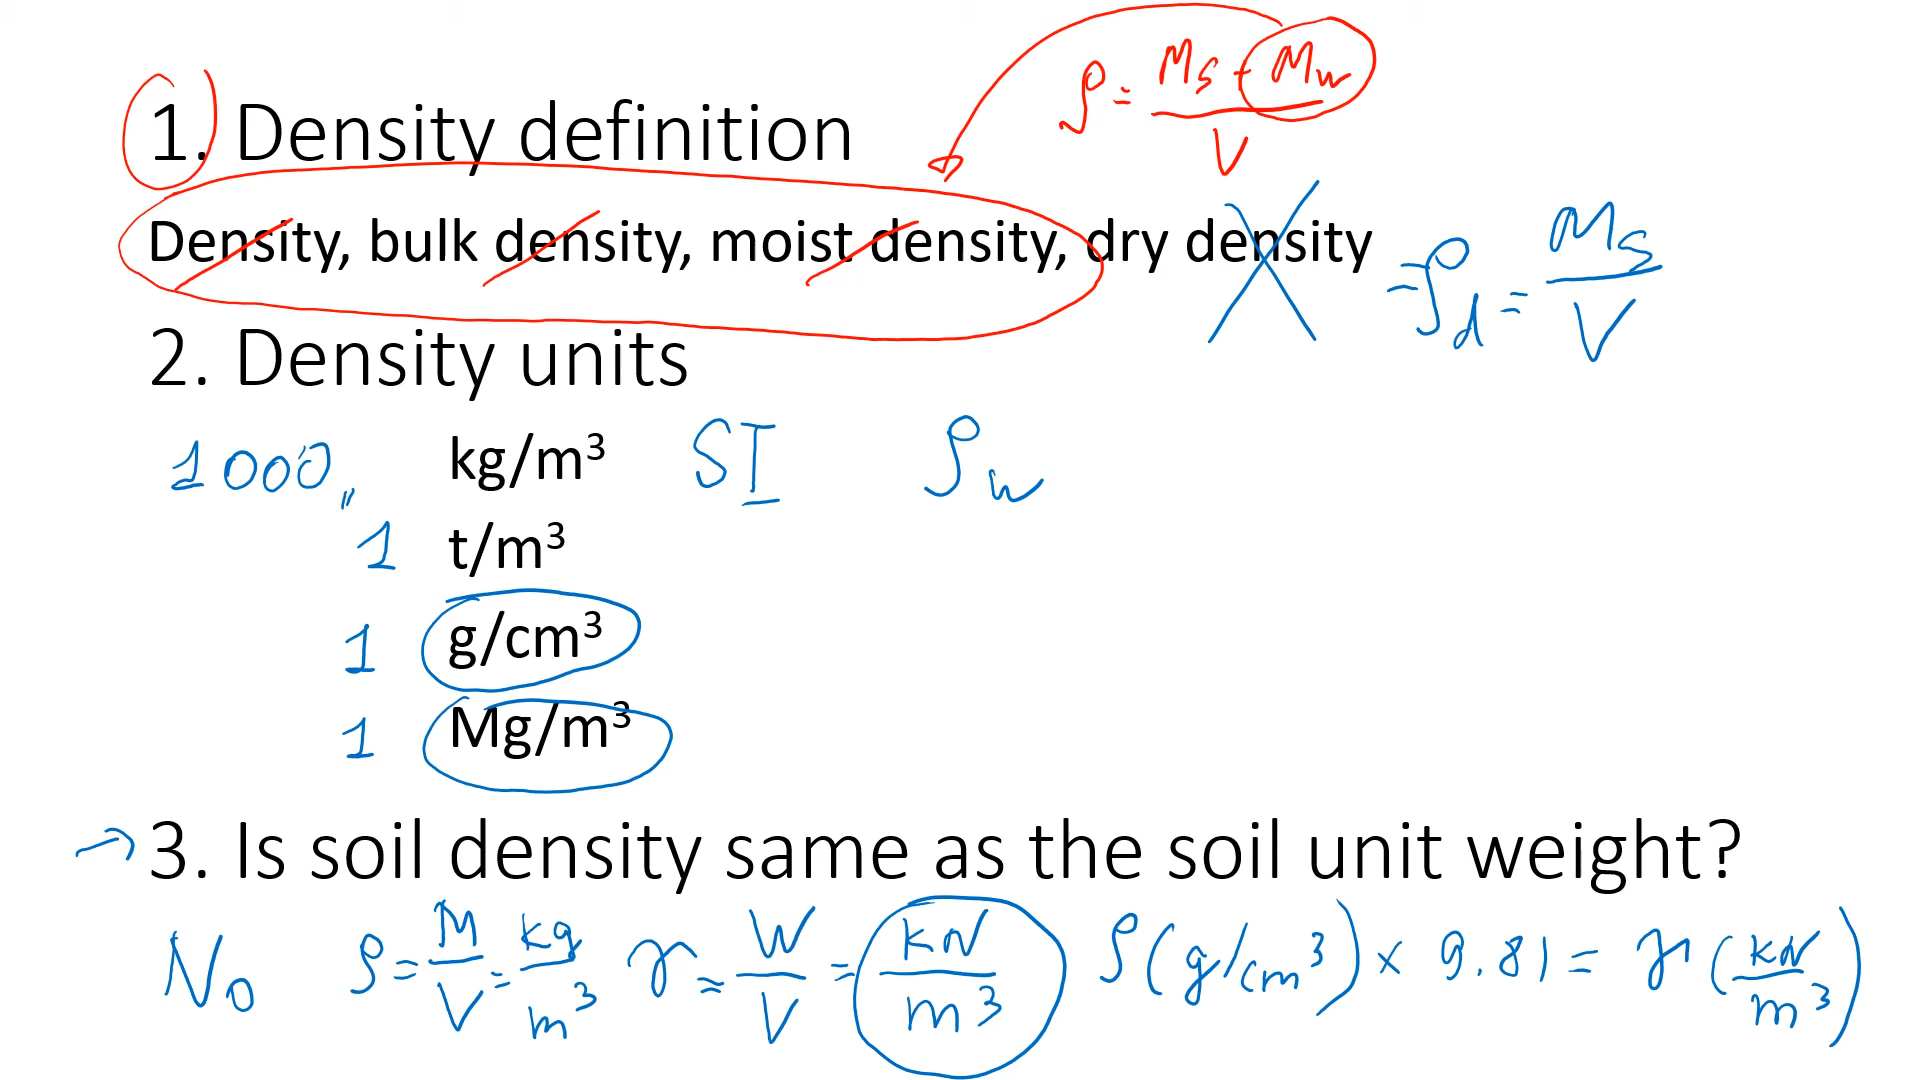 ρ = Ms + Mw / V
1. Density definition
Density, bulk density, moist density, dry density = ρd = Ms / V
2. Density units
1000 kg/m³ SI ρw
1 t/m³
1 g/cm³
1 Mg/m³
3. Is soil density same as the soil unit weight?
No ρ = M/V = kg/m³ γ = W/V = kN/m³ ρ(g/cm³) × 9.81 = γ(kN/m³)